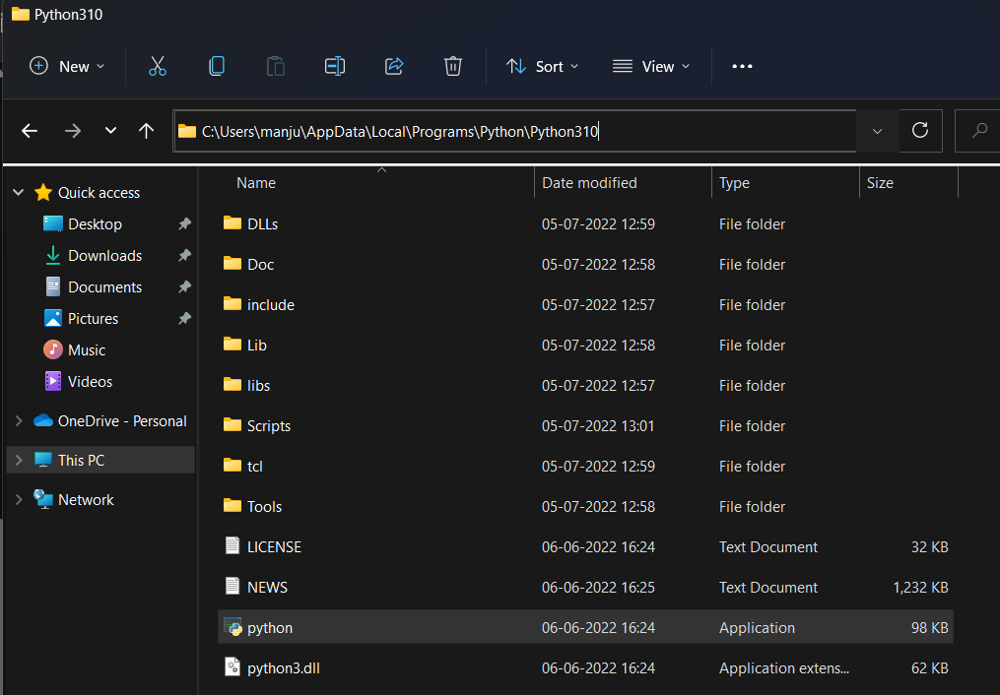 Python310
New Sort View
C:\Users\manju\AppData\Local\Programs\Python\Python310
Name Date modified Type Size
Quick access
Desktop
Downloads
Documents
Pictures
Music
Videos
OneDrive - Personal
This PC
Network
DLLs 05-07-2022 12:59 File folder
Doc 05-07-2022 12:58 File folder
include 05-07-2022 12:57 File folder
Lib 05-07-2022 12:58 File folder
libs 05-07-2022 12:57 File folder
Scripts 05-07-2022 13:01 File folder
tcl 05-07-2022 12:59 File folder
Tools 05-07-2022 12:58 File folder
LICENSE 06-06-2022 16:24 Text Document 32 KB
NEWS 06-06-2022 16:25 Text Document 1,232 KB
python 06-06-2022 16:24 Application 98 KB
python3.dll 06-06-2022 16:24 Application extens... 62 KB